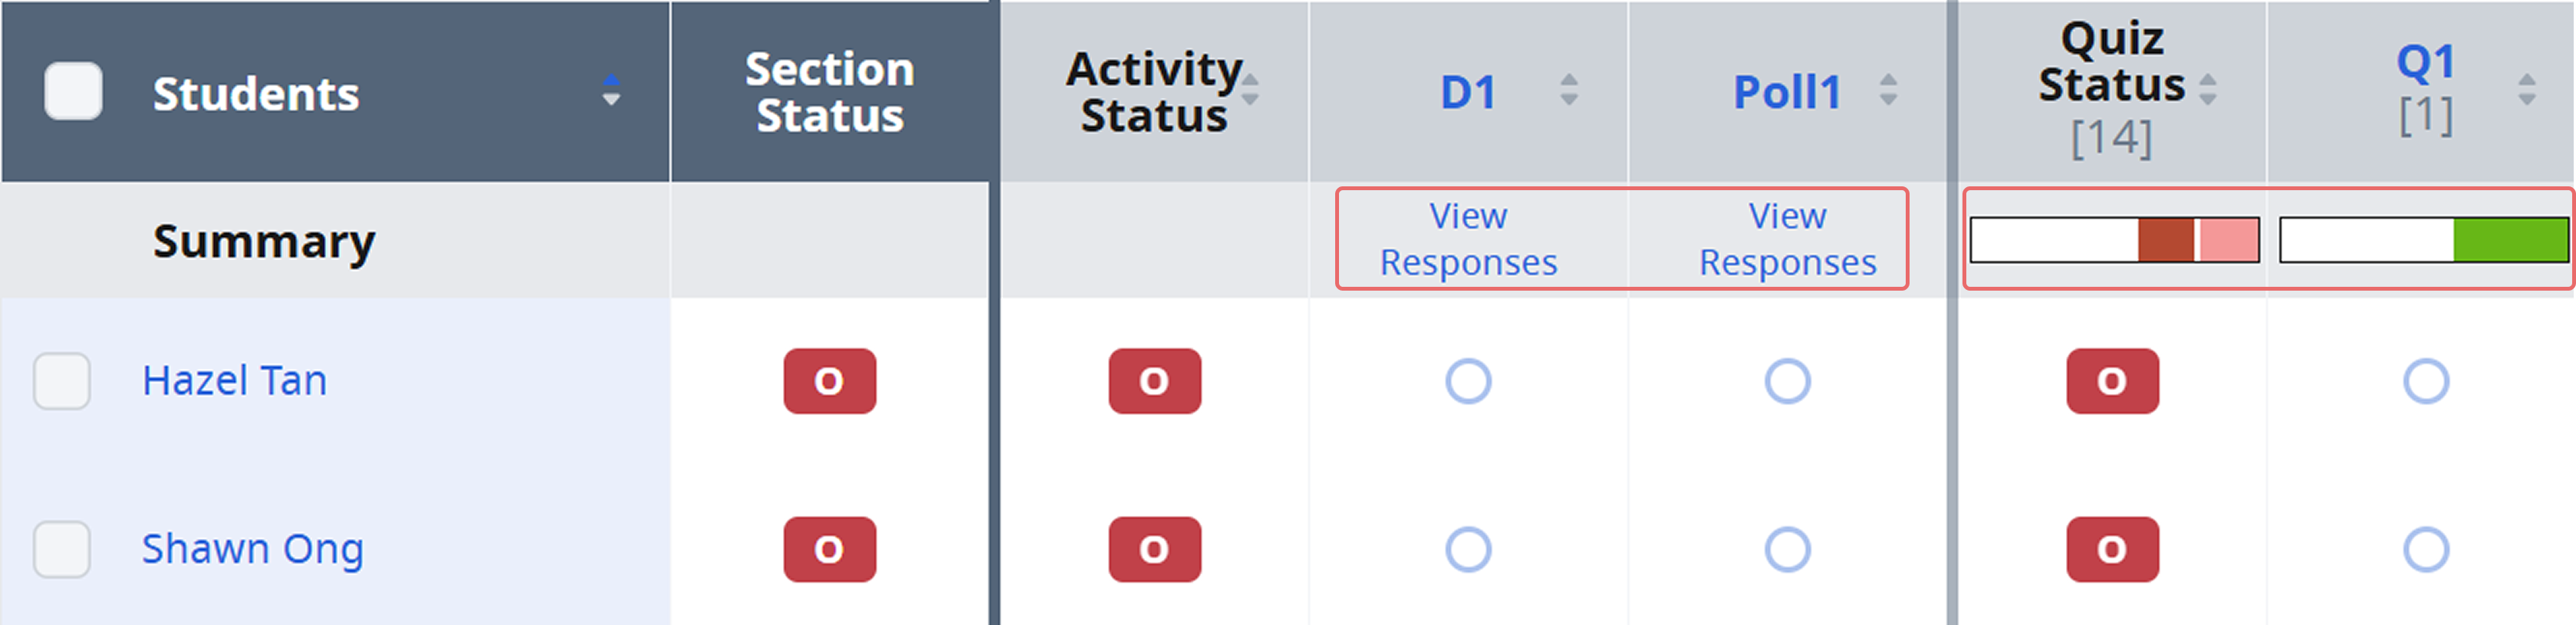 Students
Section
Status
Activity
Status
D1
Poll1
Quiz
Status
[14]
Q1
[1]
Summary
View
Responses
View
Responses
Hazel Tan
O
O
O
Shawn Ong
O
O
O